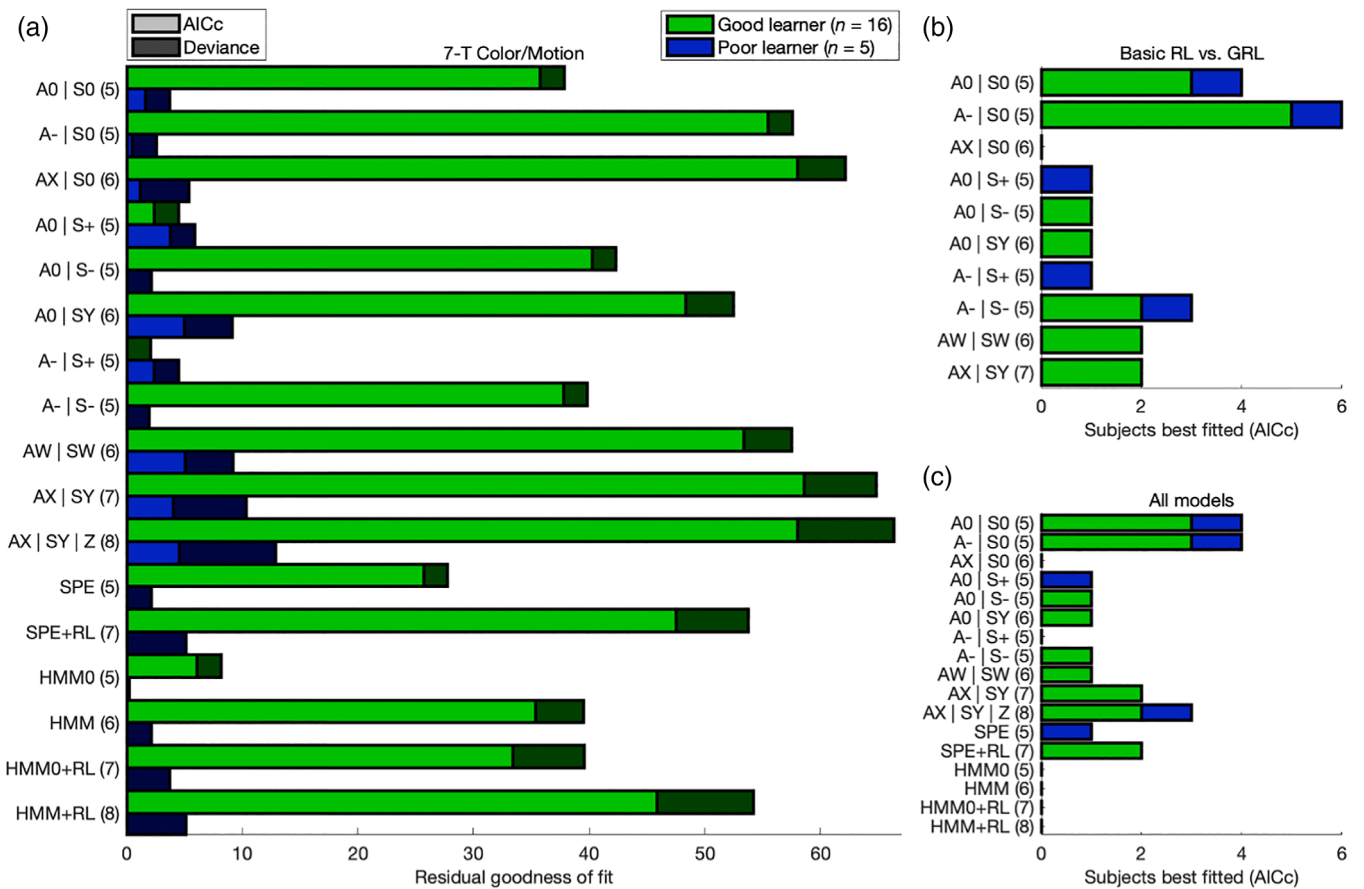 (a)
AICc
Deviance
7-T Color/Motion
Good learner (n = 16)
Poor learner (n = 5)
A0 | S0 (5)
A- | S0 (5)
AX | S0 (6)
A0 | S+ (5)
A0 | S- (5)
A0 | SY (6)
A- | S+ (5)
A- | S- (5)
AW | SW (6)
AX | SY (7)
AX | SY | Z (8)
SPE (5)
SPE+RL (7)
HMM0 (5)
HMM (6)
HMM0+RL (7)
HMM+RL (8)
0 10 20 30 40 50 60
Residual goodness of fit
(b)
Basic RL vs. GRL
A0 | S0 (5)
A- | S0 (5)
AX | S0 (6)
A0 | S+ (5)
A0 | S- (5)
A0 | SY (6)
A- | S+ (5)
A- | S- (5)
AW | SW (6)
AX | SY (7)
0 2 4 6
Subjects best fitted (AICc)
(c)
All models
A0 | S0 (5)
A- | S0 (5)
AX | S0 (6)
A0 | S+ (5)
A0 | S- (5)
A0 | SY (6)
A- | S+ (5)
A- | S- (5)
AW | SW (6)
AX | SY (7)
AX | SY | Z (8)
SPE (5)
SPE+RL (7)
HMM0 (5)
HMM (6)
HMM0+RL (7)
HMM+RL (8)
0 2 4 6
Subjects best fitted (AICc)